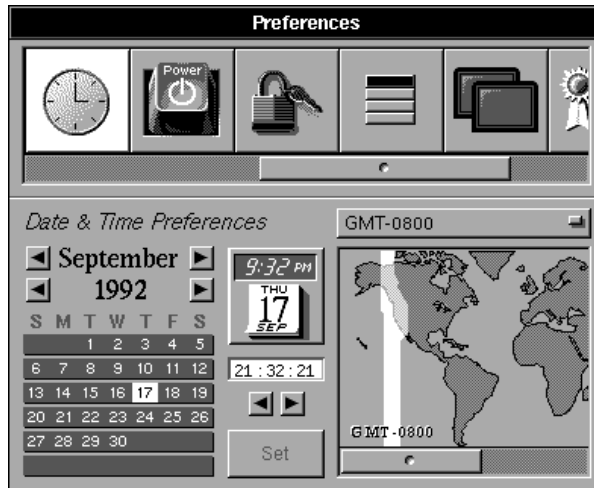 Preferences
Power
Date & Time Preferences
GMT-0800
September
1992
S M T W T F S
1 2 3 4 5
6 7 8 9 10 11 12
13 14 15 16 17 18 19
20 21 22 23 24 25 26
27 28 29 30
9:32 PM
THU
17
SEP
21 : 32 : 21
Set
GMT-0800